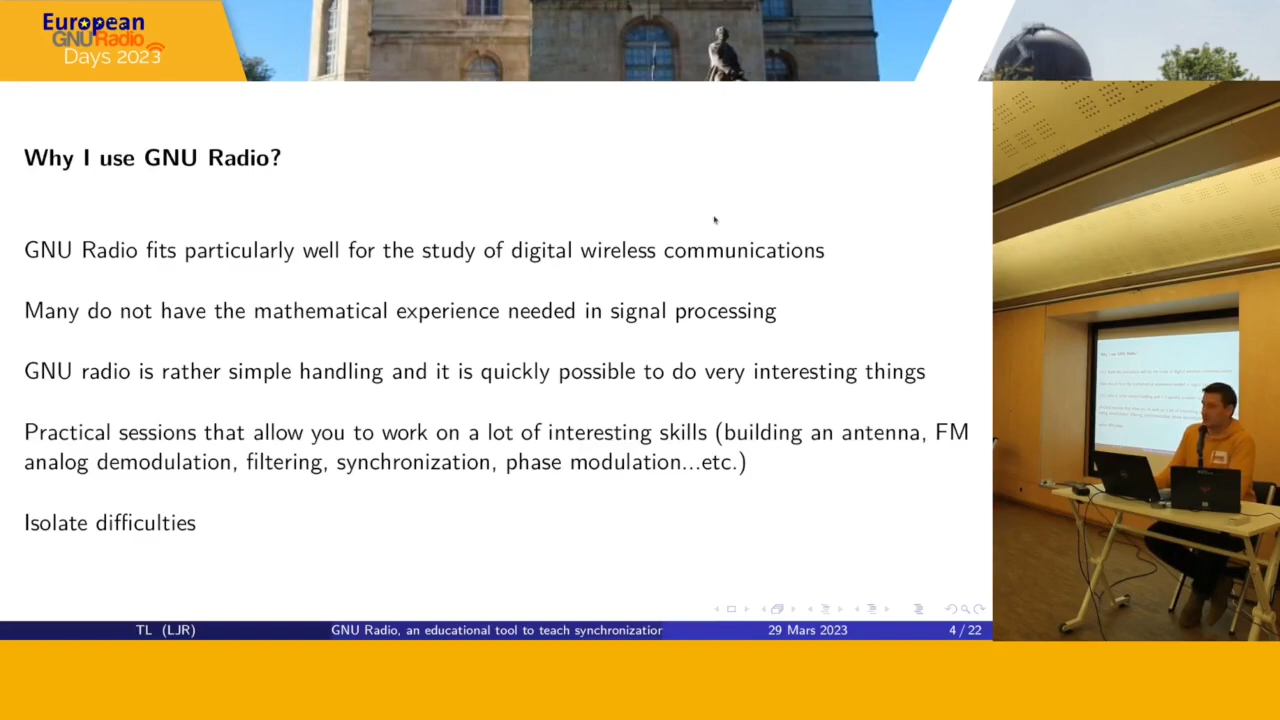 European
GNURadio
Days 2023
Why I use GNU Radio?
GNU Radio fits particularly well for the study of digital wireless communications
Many do not have the mathematical experience needed in signal processing
GNU radio is rather simple handling and it is quickly possible to do very interesting things
Practical sessions that allow you to work on a lot of interesting skills (building an antenna, FM
analog demodulation, filtering, synchronization, phase modulation...etc.)
Isolate difficulties
TL (LJR)
GNU Radio, an educational tool to teach synchronization
29 Mars 2023
4 / 22